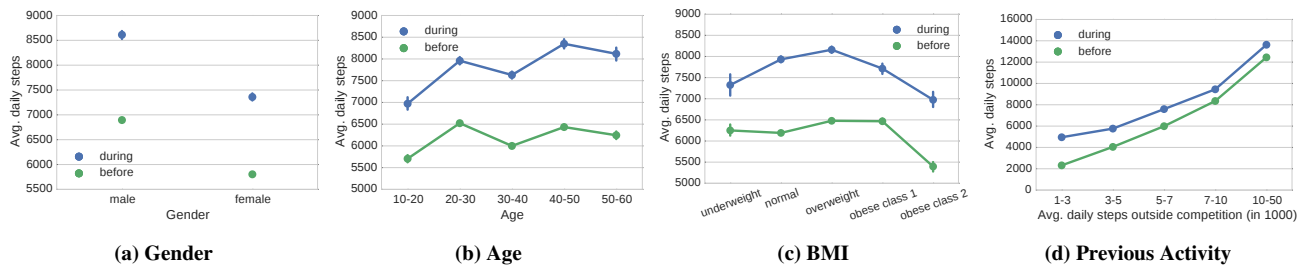 9000
8500
8000
7500
7000
6500
6000
5500
Avg. daily steps
during
before
male
female
Gender
(a) Gender
9000
8500
8000
7500
7000
6500
6000
5500
5000
Avg. daily steps
during
before
10-20
20-30
30-40
40-50
50-60
Age
(b) Age
9000
8500
8000
7500
7000
6500
6000
5500
5000
Avg. daily steps
during
before
underweight
normal
overweight
obese class 1
obese class 2
(c) BMI
16000
14000
12000
10000
8000
6000
4000
2000
0
Avg. daily steps
during
before
1-3
3-5
5-7
7-10
10-50
Avg. daily steps outside competition (in 1000)
(d) Previous Activity